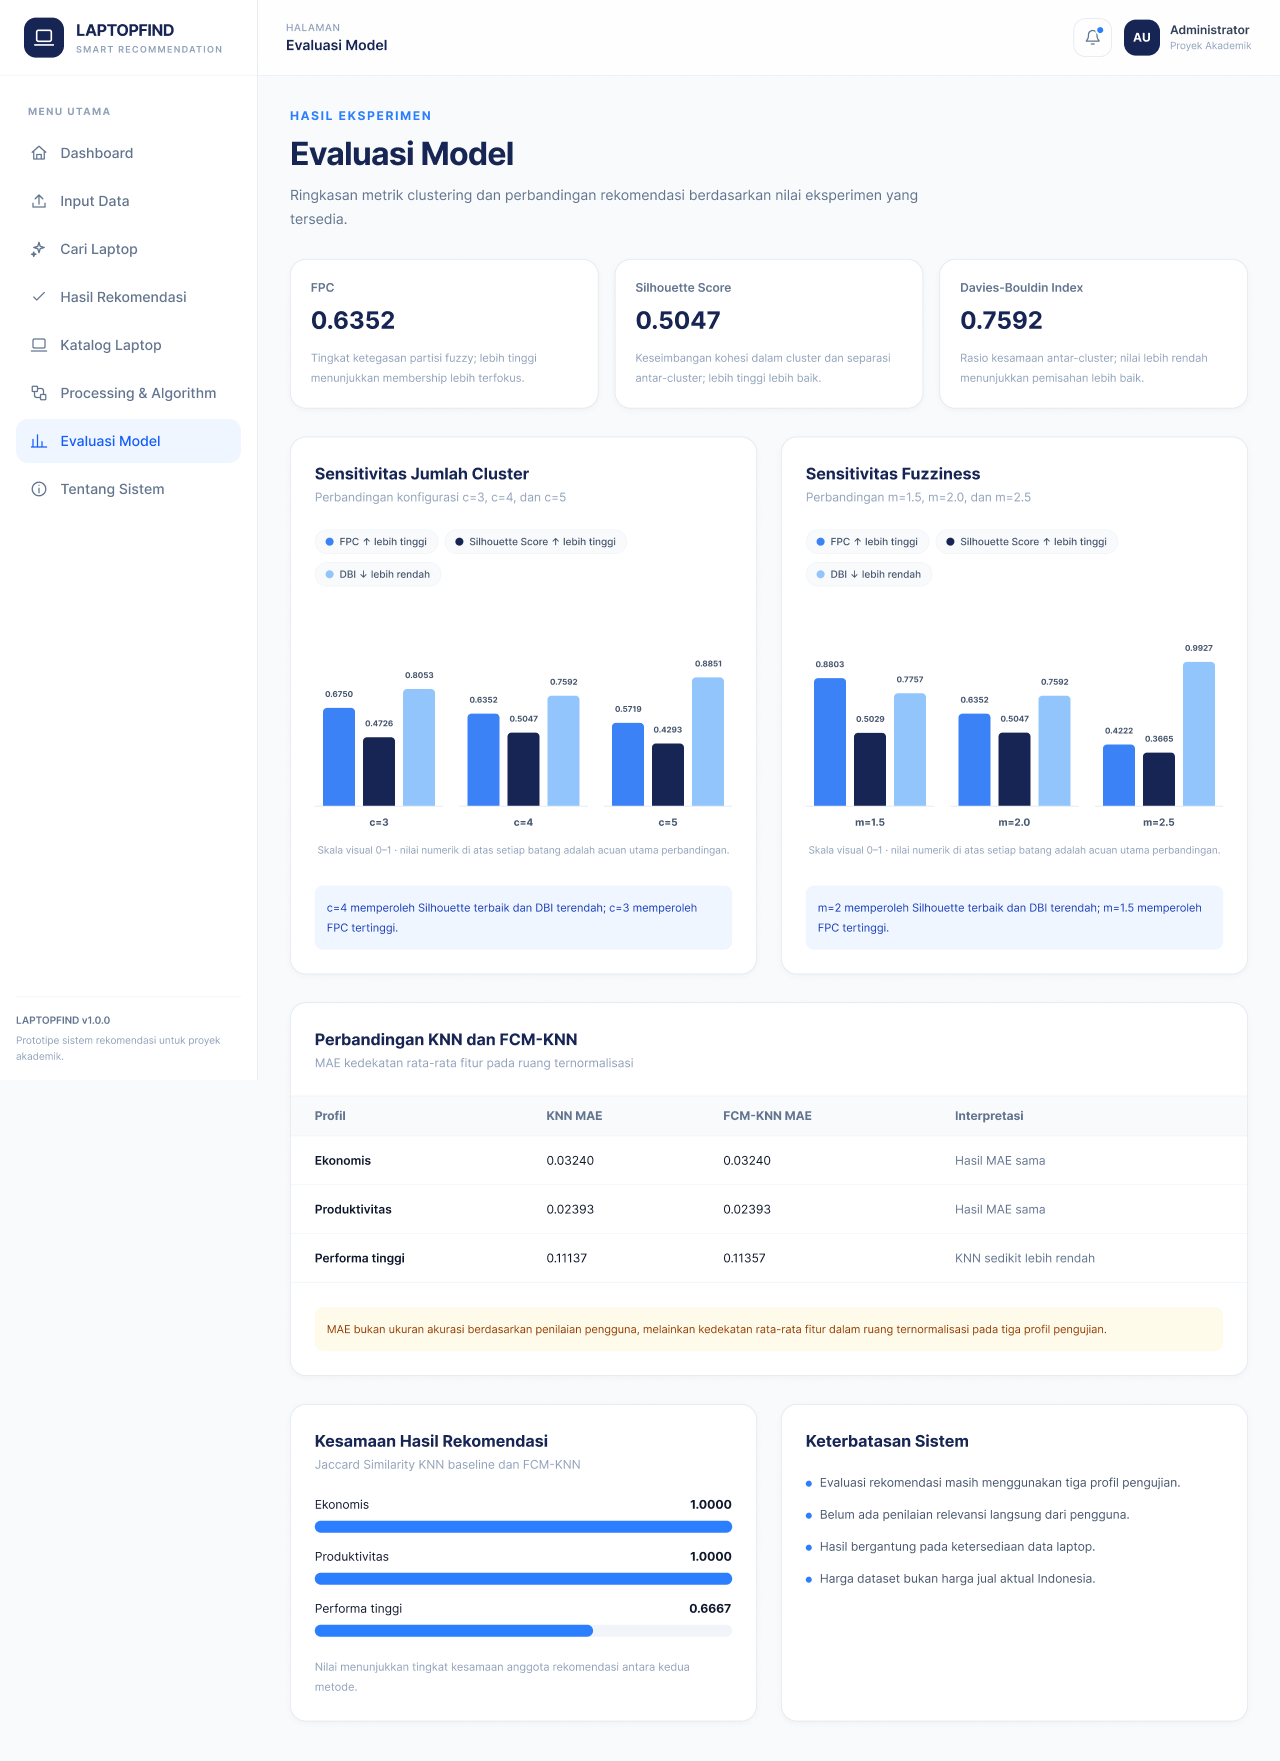 LAPTOPFIND
SMART RECOMMENDATION
HALAMAN
Evaluasi Model
AU
Administrator
Proyek Akademik
MENU UTAMA
Dashboard
Input Data
Cari Laptop
Hasil Rekomendasi
Katalog Laptop
Processing & Algorithm
Evaluasi Model
Tentang Sistem
LAPTOPFIND v1.0.0
Prototipe sistem rekomendasi untuk proyek
akademik.
HASIL EKSPERIMEN
Evaluasi Model
Ringkasan metrik clustering dan perbandingan rekomendasi berdasarkan nilai eksperimen yang
tersedia.
FPC
0.6352
Tingkat ketegasan partisi fuzzy; lebih tinggi
menunjukkan membership lebih terfokus.
Silhouette Score
0.5047
Keseimbangan kohesi dalam cluster dan separasi
antar-cluster; lebih tinggi lebih baik.
Davies-Bouldin Index
0.7592
Rasio kesamaan antar-cluster; nilai lebih rendah
menunjukkan pemisahan lebih baik.
Sensitivitas Jumlah Cluster
Perbandingan konfigurasi c=3, c=4, dan c=5
FPC ↑ lebih tinggi
Silhouette Score ↑ lebih tinggi
DBI ↓ lebih rendah
0.6750
0.4726
0.8053
0.6352
0.5047
0.7592
0.5719
0.4293
0.8851
c=3
c=4
c=5
Skala visual 0–1 · nilai numerik di atas setiap batang adalah acuan utama perbandingan.
c=4 memperoleh Silhouette terbaik dan DBI terendah; c=3 memperoleh
FPC tertinggi.
Sensitivitas Fuzziness
Perbandingan m=1.5, m=2.0, dan m=2.5
FPC ↑ lebih tinggi
Silhouette Score ↑ lebih tinggi
DBI ↓ lebih rendah
0.8803
0.5029
0.7757
0.6352
0.5047
0.7592
0.4222
0.3665
0.9927
m=1.5
m=2.0
m=2.5
Skala visual 0–1 · nilai numerik di atas setiap batang adalah acuan utama perbandingan.
m=2 memperoleh Silhouette terbaik dan DBI terendah; m=1.5 memperoleh
FPC tertinggi.
Perbandingan KNN dan FCM-KNN
MAE kedekatan rata-rata fitur pada ruang ternormalisasi
Profil KNN MAE FCM-KNN MAE Interpretasi
Ekonomis 0.03240 0.03240 Hasil MAE sama
Produktivitas 0.02393 0.02393 Hasil MAE sama
Performa tinggi 0.11137 0.11357 KNN sedikit lebih rendah
MAE bukan ukuran akurasi berdasarkan penilaian pengguna, melainkan kedekatan rata-rata fitur dalam ruang ternormalisasi pada tiga profil pengujian.
Kesamaan Hasil Rekomendasi
Jaccard Similarity KNN baseline dan FCM-KNN
Ekonomis 1.0000
Produktivitas 1.0000
Performa tinggi 0.6667
Nilai menunjukkan tingkat kesamaan anggota rekomendasi antara kedua
metode.
Keterbatasan Sistem
Evaluasi rekomendasi masih menggunakan tiga profil pengujian.
Belum ada penilaian relevansi langsung dari pengguna.
Hasil bergantung pada ketersediaan data laptop.
Harga dataset bukan harga jual aktual Indonesia.